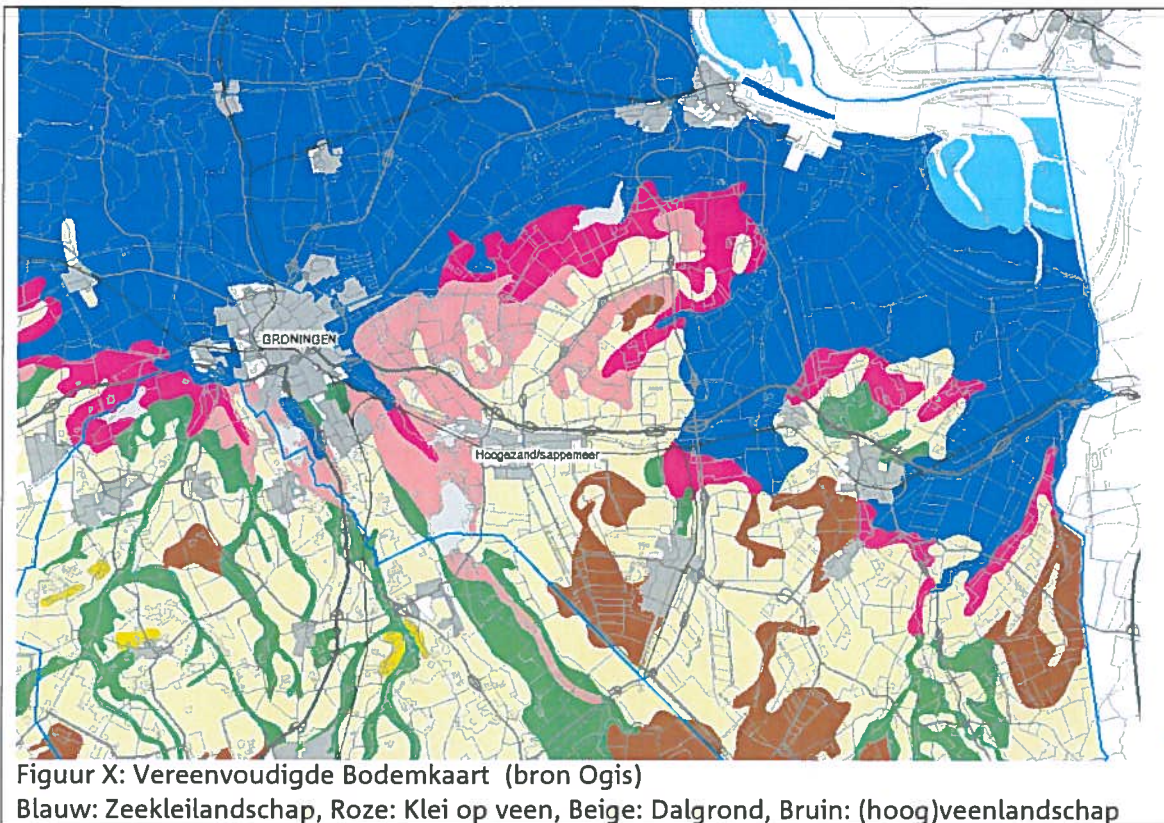 GRONINGEN
Hoogezand/sappemeer
Figuur X: Vereenvoudigde Bodemkaart (bron Ogis)
Blauw: Zeekleilandschap, Roze: Klei op veen, Beige: Dalgrond, Bruin: (hoog)veenlandschap